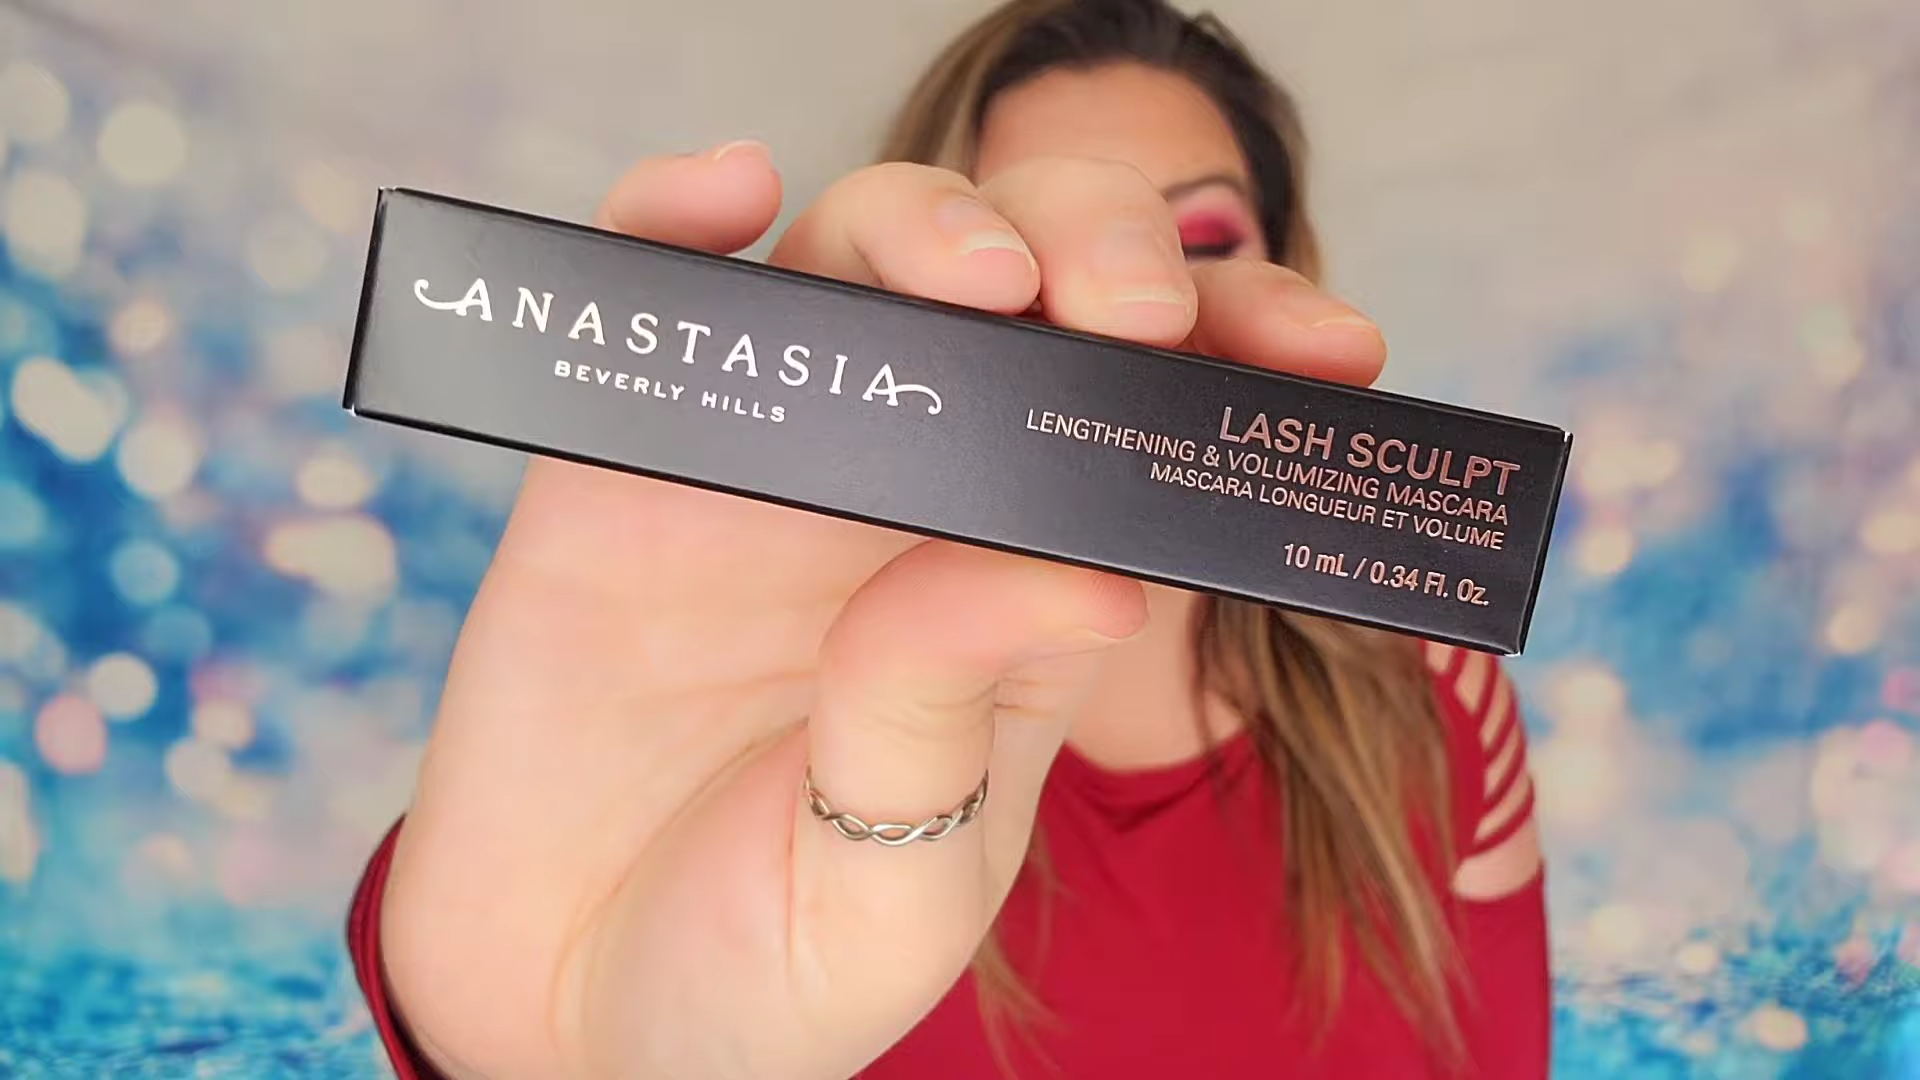 ANASTASIA
BEVERLY HILLS
LASH SCULPT
LENGTHENING & VOLUMIZING MASCARA
MASCARA LONGUEUR ET VOLUME
10 mL / 0.34 Fl. Oz.